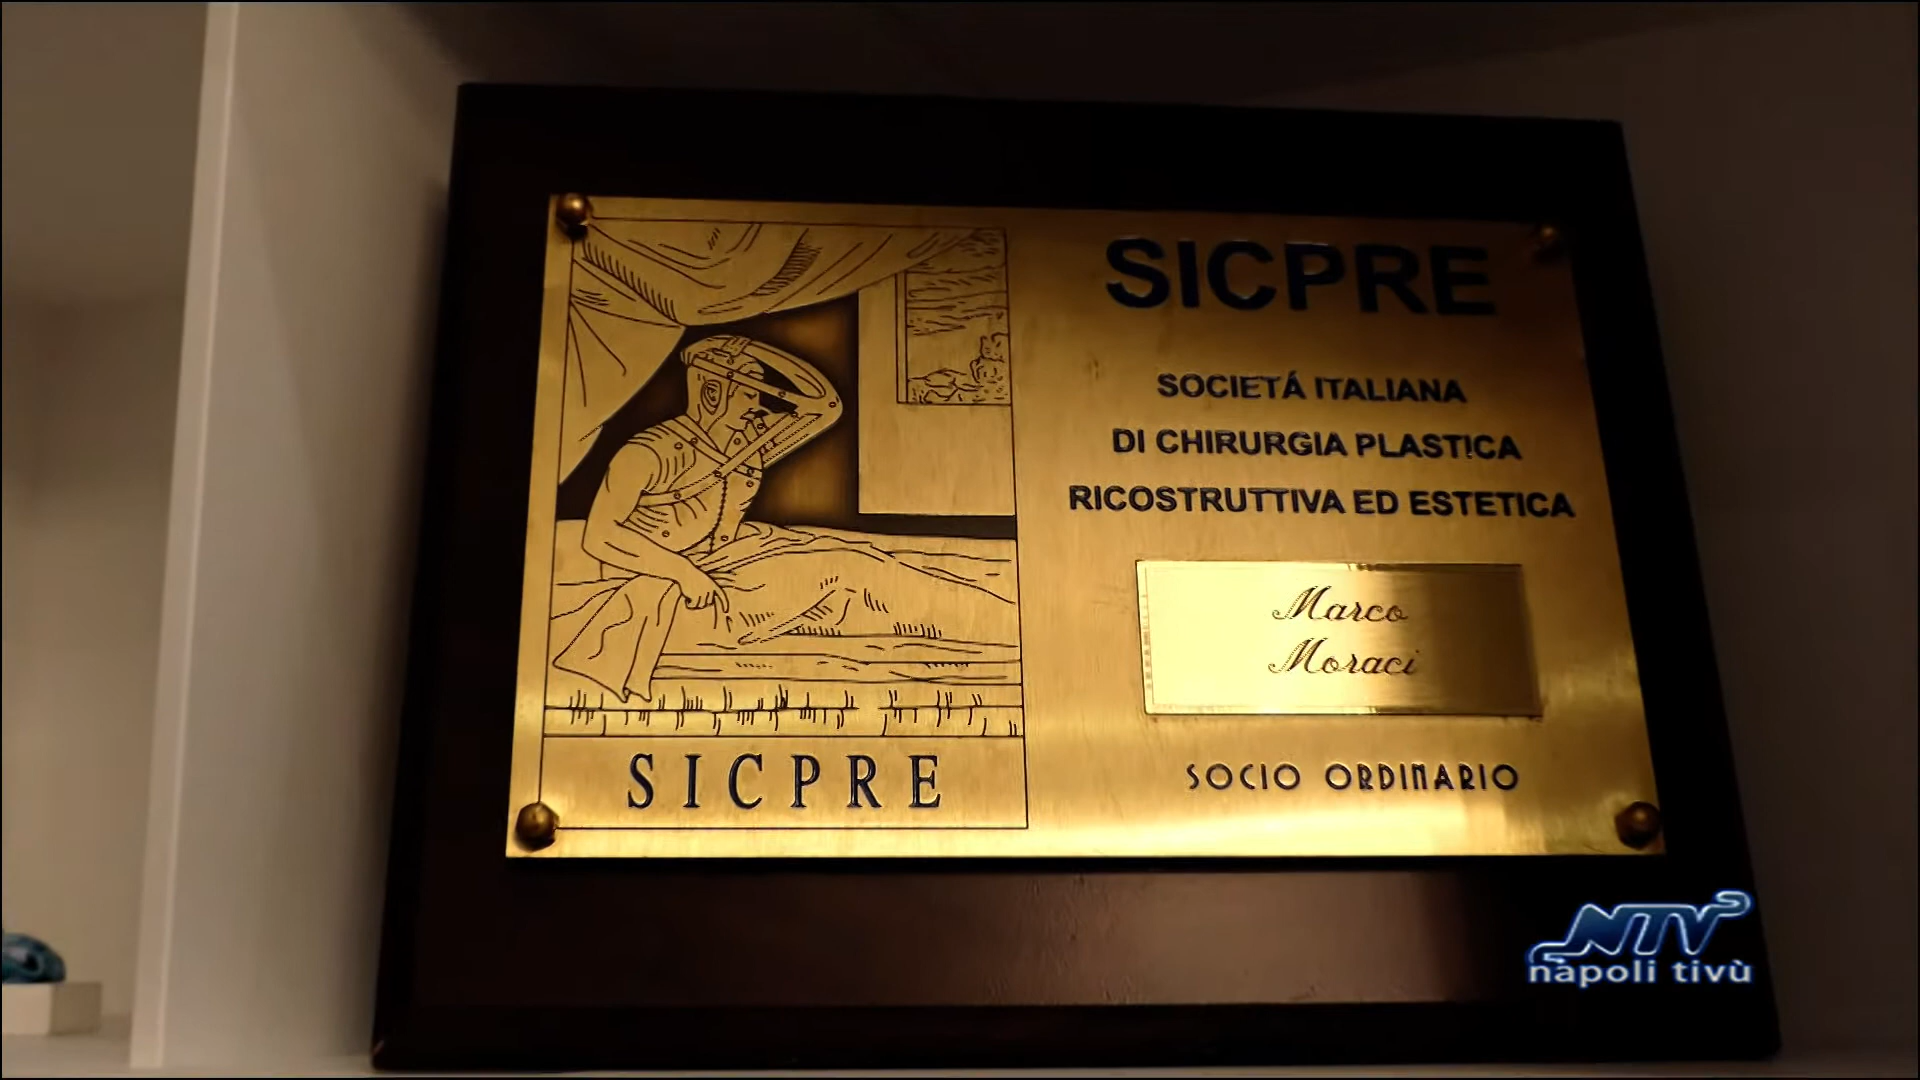 SICPRE
SOCIETÁ ITALIANA
DI CHIRURGIA PLASTICA
RICOSTRUTTIVA ED ESTETICA
Marco
Moraci
SOCIO ORDINARIO
SICPRE
NTV
napoli tivù